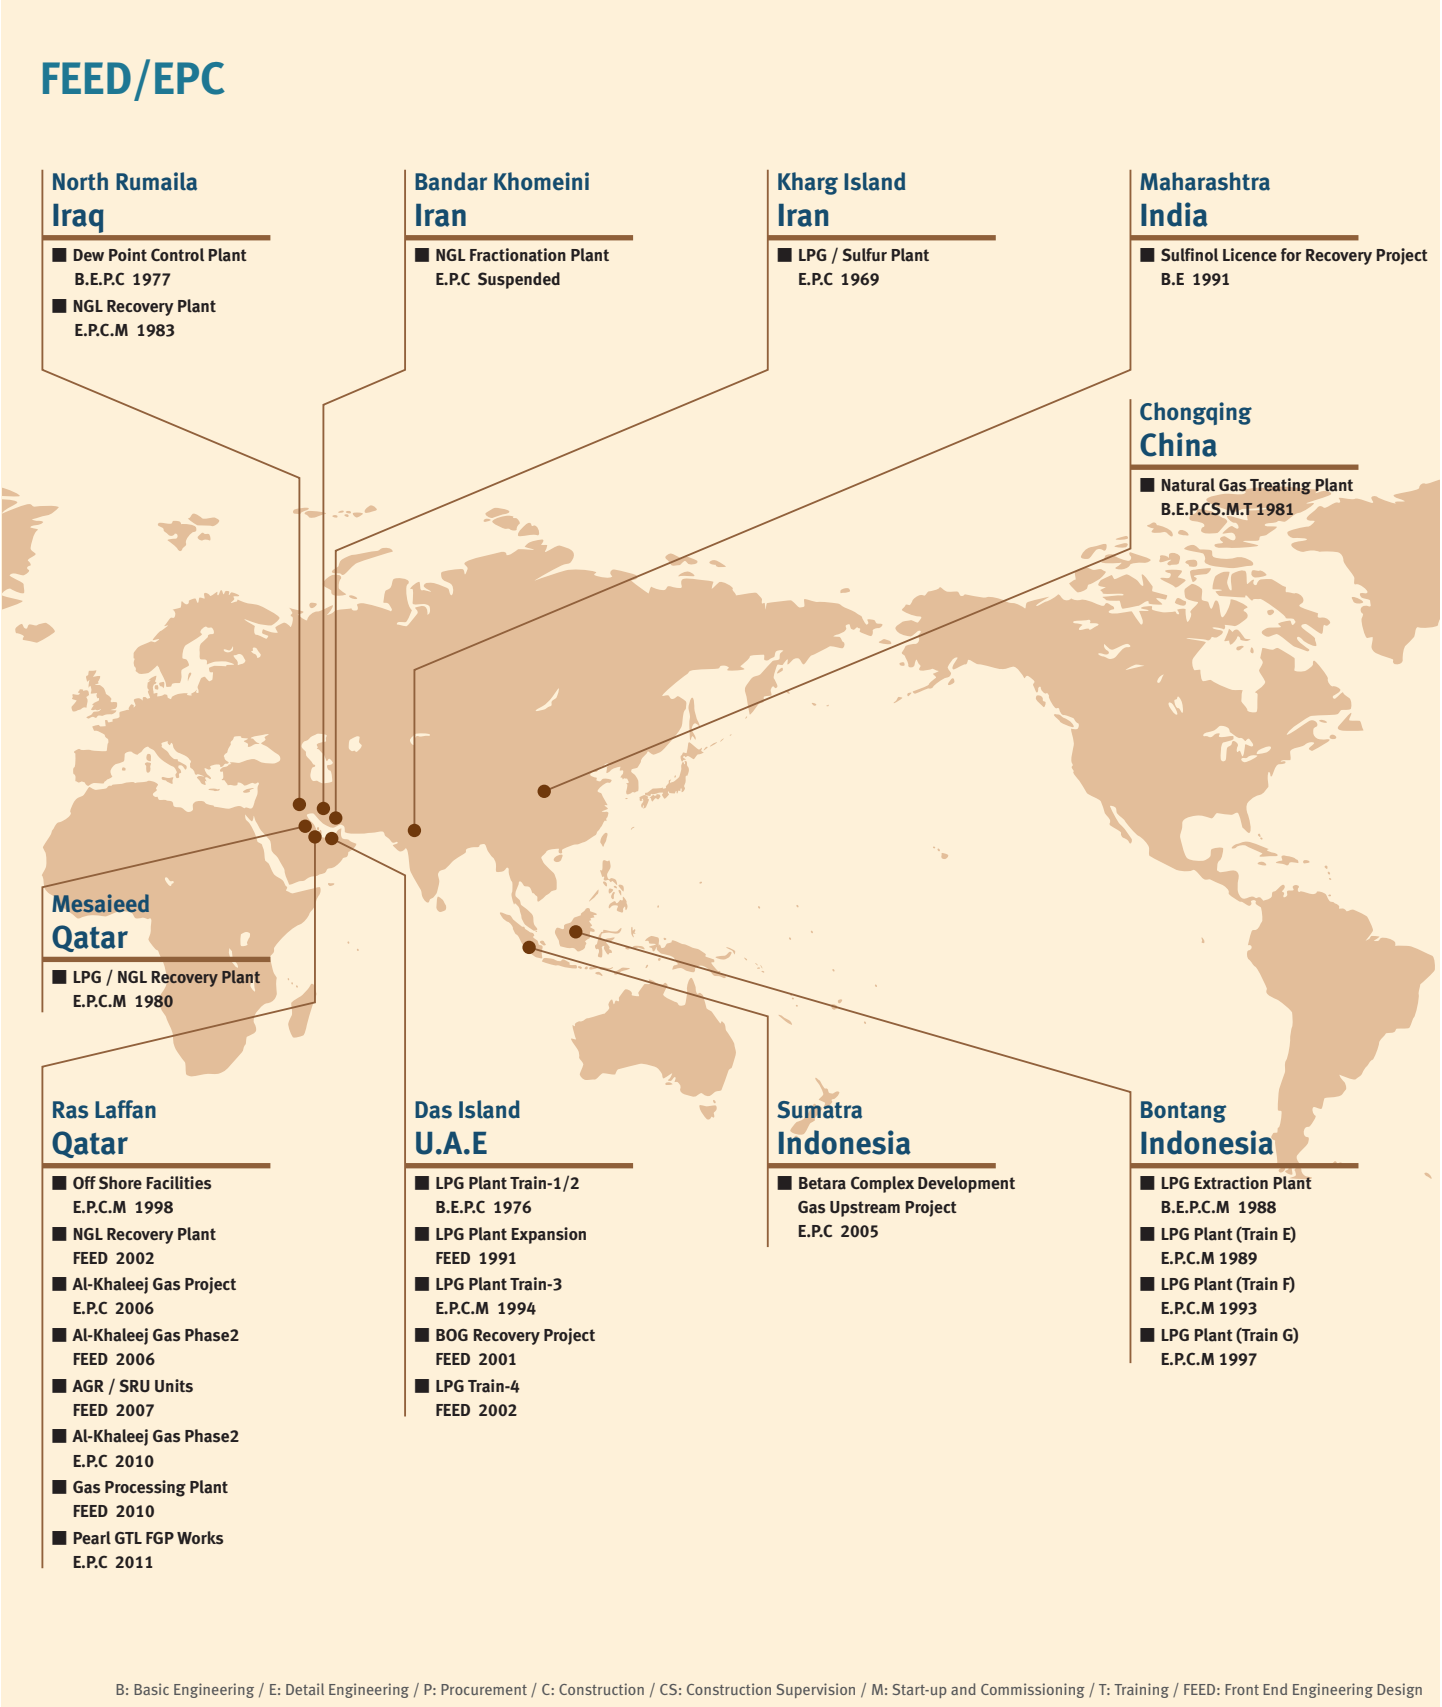 FEED/EPC
North Rumaila
Iraq
■ Dew Point Control Plant
B.E.P.C 1977
■ NGL Recovery Plant
E.P.C.M 1983
Bandar Khomeini
Iran
■ NGL Fractionation Plant
E.P.C Suspended
Kharg Island
Iran
■ LPG / Sulfur Plant
E.P.C 1969
Maharashtra
India
■ Sulfinol Licence for Recovery Project
B.E 1991
Chongqing
China
■ Natural Gas Treating Plant
B.E.P.CS.M.T 1981
Mesaieed
Qatar
■ LPG / NGL Recovery Plant
E.P.C.M 1980
Ras Laffan
Qatar
■ Off Shore Facilities
E.P.C.M 1998
■ NGL Recovery Plant
FEED 2002
■ Al-Khaleej Gas Project
E.P.C 2006
■ Al-Khaleej Gas Phase2
FEED 2006
■ AGR / SRU Units
FEED 2007
■ Al-Khaleej Gas Phase2
E.P.C 2010
■ Gas Processing Plant
FEED 2010
■ Pearl GTL FGP Works
E.P.C 2011
Das Island
U.A.E
■ LPG Plant Train-1/2
B.E.P.C 1976
■ LPG Plant Expansion
FEED 1991
■ LPG Plant Train-3
E.P.C.M 1994
■ BOG Recovery Project
FEED 2001
■ LPG Train-4
FEED 2002
Sumatra
Indonesia
■ Betara Complex Development
Gas Upstream Project
E.P.C 2005
Bontang
Indonesia
■ LPG Extraction Plant
B.E.P.C.M 1988
■ LPG Plant (Train E)
E.P.C.M 1989
■ LPG Plant (Train F)
E.P.C.M 1993
■ LPG Plant (Train G)
E.P.C.M 1997
B: Basic Engineering / E: Detail Engineering / P: Procurement / C: Construction / CS: Construction Supervision / M: Start-up and Commissioning / T: Training / FEED: Front End Engineering Design